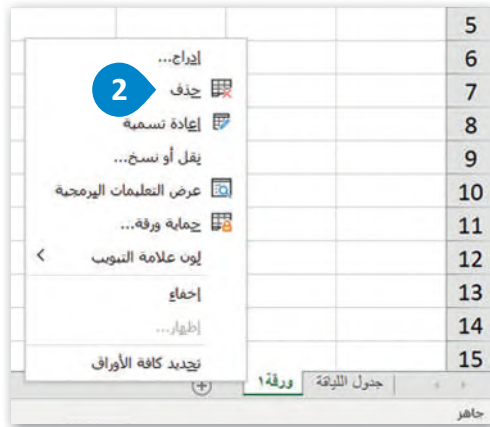 5
6
7
8
9
10
11
12
13
14
15
إدراج...
2
حذف
إعادة تسمية
نقل أو نسخ...
عرض التعليمات البرمجية
حماية ورقة...
لون علامة التبويب
إخفاء
إظهار...
تحديد كافة الأوراق
جدول اللياقة
ورقة١
جاهز